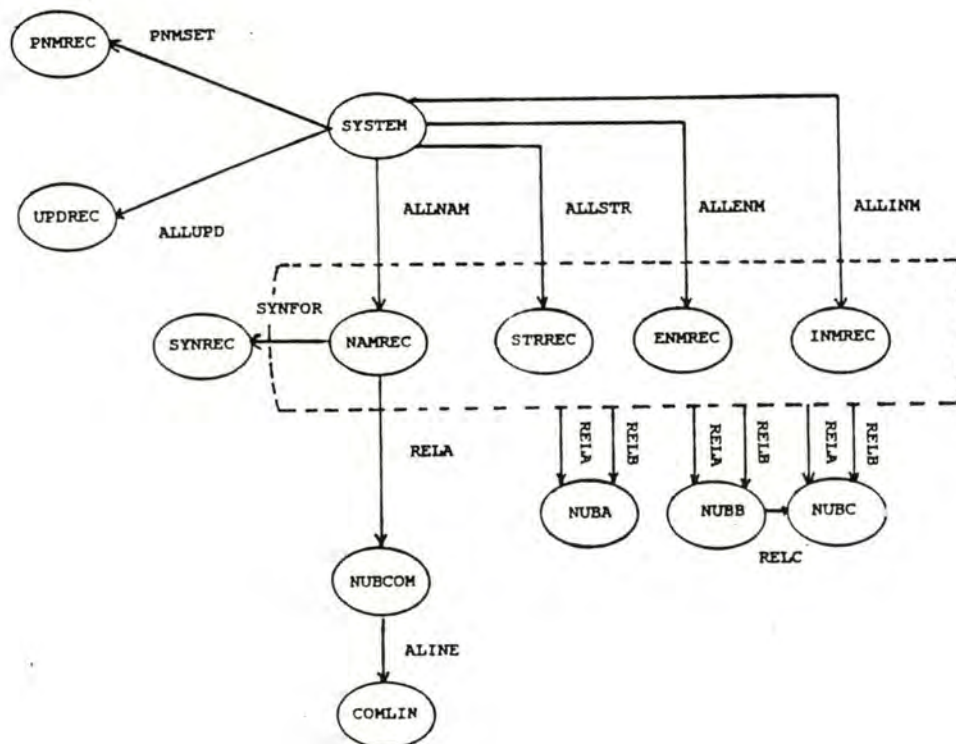 PNMREC
PNMSET
SYSTEM
UPDREC
ALLUPD
ALLNAM
ALLSTR
ALLENM
ALLINM
SYNFOR
SYNREC
NAMREC
STRREC
ENMREC
INMREC
RELA
RELA
RELB
RELA
RELB
RELA
RELB
NUBA
NUBB
NUBC
RELC
NUBCOM
ALINE
COMLIN